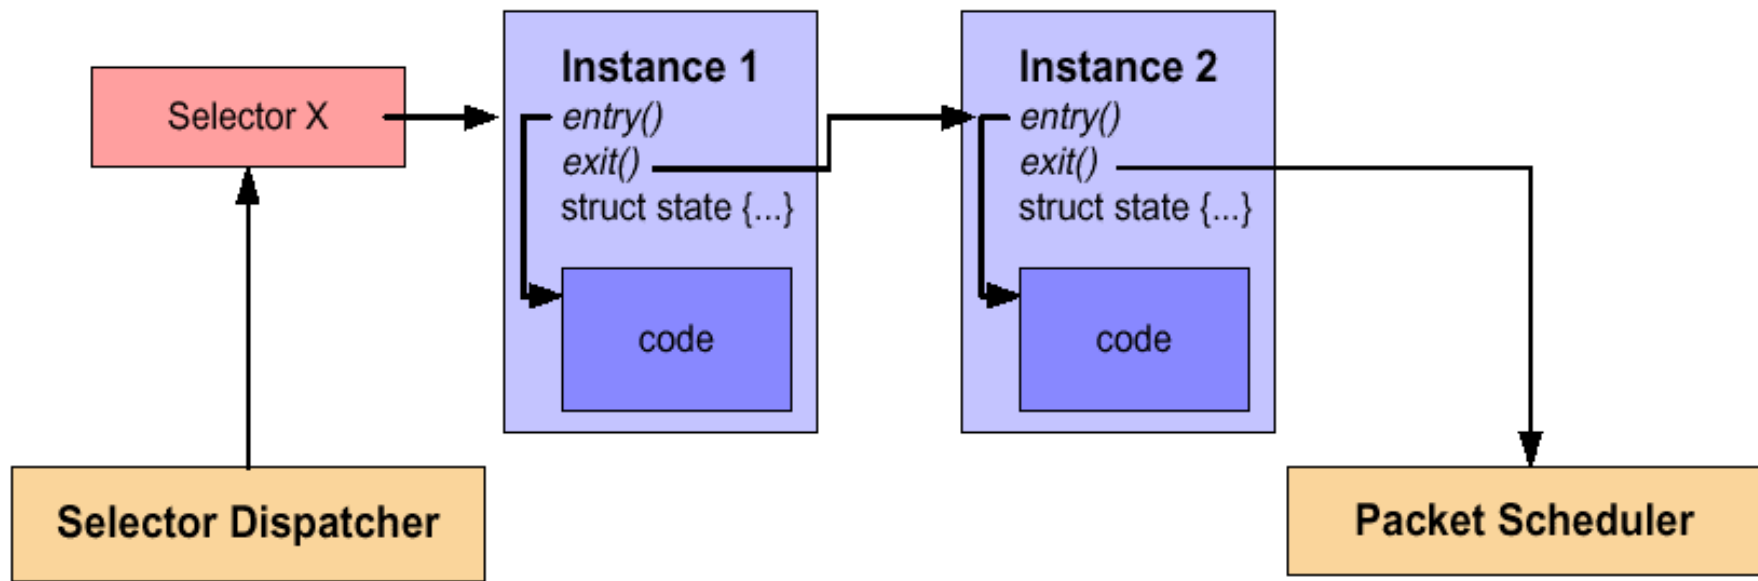 Selector X
Instance 1
entry()
exit()
struct state {...}
code
Instance 2
entry()
exit()
struct state {...}
code
Selector Dispatcher
Packet Scheduler